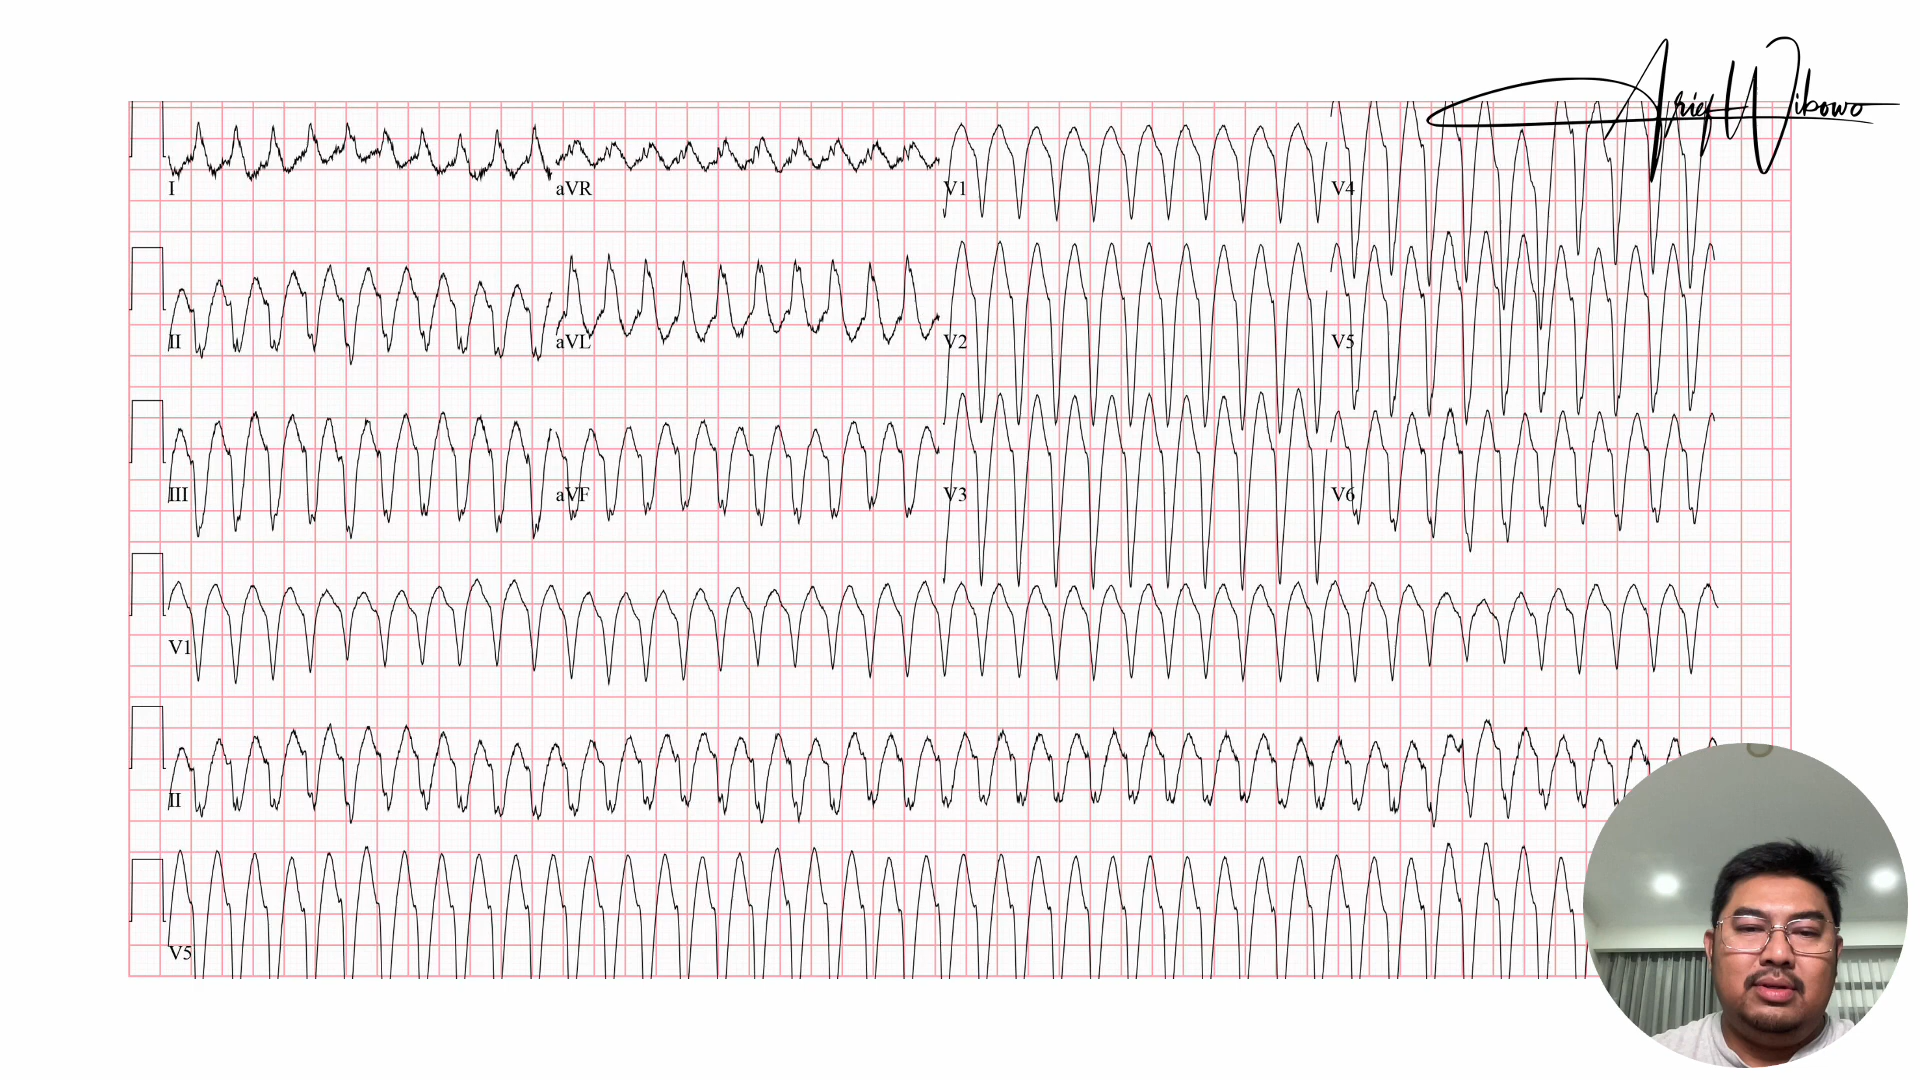 Arief Wibowo
I aVR V1 V4
II aVL V2 V5
III aVF V3 V6
V1
II
V5